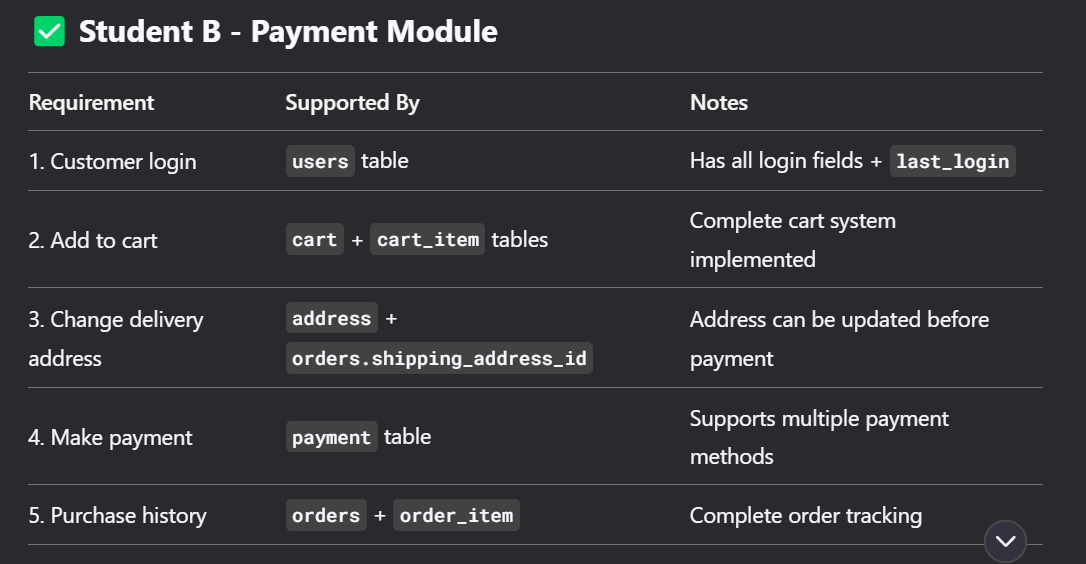 ✅ Student B - Payment Module
Requirement Supported By Notes
1. Customer login users table Has all login fields + last_login
2. Add to cart cart + cart_item tables Complete cart system
implemented
3. Change delivery address + Address can be updated before
address orders.shipping_address_id payment
4. Make payment payment table Supports multiple payment
methods
5. Purchase history orders + order_item Complete order tracking